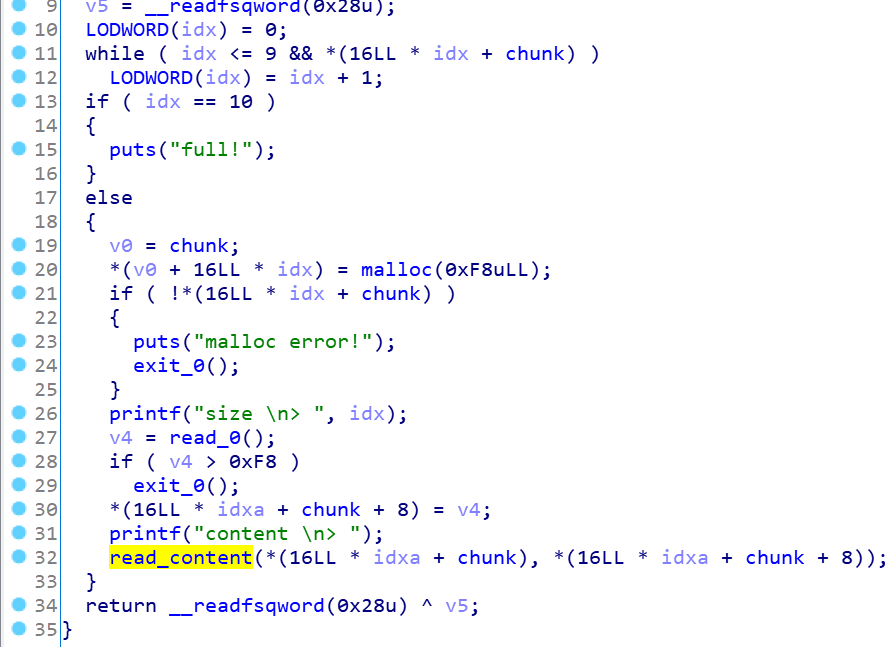 9 v5 = __readfsqword(0x28u);
10 LODWORD(idx) = 0;
11 while ( idx <= 9 && *(16LL * idx + chunk) )
12 LODWORD(idx) = idx + 1;
13 if ( idx == 10 )
14 {
15 puts("full!");
16 }
17 else
18 {
19 v0 = chunk;
20 *(v0 + 16LL * idx) = malloc(0xF8uLL);
21 if ( !*(16LL * idx + chunk) )
22 {
23 puts("malloc error!");
24 exit_0();
25 }
26 printf("size \n> ", idx);
27 v4 = read_0();
28 if ( v4 > 0xF8 )
29 exit_0();
30 *(16LL * idxa + chunk + 8) = v4;
31 printf("content \n> ");
32 read_content(*(16LL * idxa + chunk), *(16LL * idxa + chunk + 8));
33 }
34 return __readfsqword(0x28u) ^ v5;
35 }